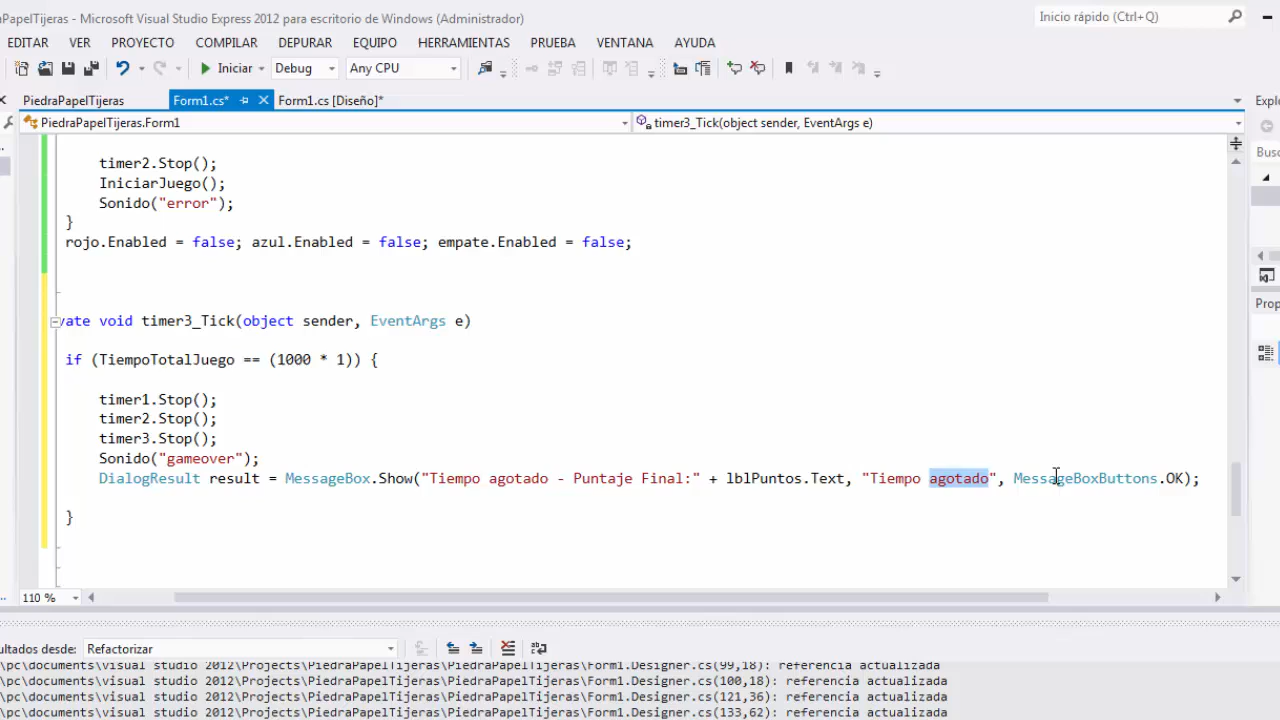 PapelTijeras - Microsoft Visual Studio Express 2012 para escritorio de Windows (Administrador)
Inicio rápido (Ctrl+Q)
EDITAR VER PROYECTO COMPILAR DEPURAR EQUIPO HERRAMIENTAS PRUEBA VENTANA AYUDA
Iniciar Debug Any CPU
PiedraPapelTijeras Form1.cs* Form1.cs [Diseño]* Explo
PiedraPapelTijeras.Form1 timer3_Tick(object sender, EventArgs e)
Busc
timer2.Stop();
IniciarJuego();
Sonido("error");
}
rojo.Enabled = false; azul.Enabled = false; empate.Enabled = false;
Prop
vate void timer3_Tick(object sender, EventArgs e)
if (TiempoTotalJuego == (1000 * 1)) {
timer1.Stop();
timer2.Stop();
timer3.Stop();
Sonido("gameover");
DialogResult result = MessageBox.Show("Tiempo agotado - Puntaje Final:" + lblPuntos.Text, "Tiempo agotado", MessageBoxButtons.OK);
}
110 %
ultados desde: Refactorizar
\pc\documents\visual studio 2012\Projects\PiedraPapelTijeras\PiedraPapelTijeras\Form1.Designer.cs(99,18): referencia actualizada
\pc\documents\visual studio 2012\Projects\PiedraPapelTijeras\PiedraPapelTijeras\Form1.Designer.cs(100,18): referencia actualizada
\pc\documents\visual studio 2012\Projects\PiedraPapelTijeras\PiedraPapelTijeras\Form1.Designer.cs(121,36): referencia actualizada
\pc\documents\visual studio 2012\Projects\PiedraPapelTijeras\PiedraPapelTijeras\Form1.Designer.cs(133,62): referencia actualizada